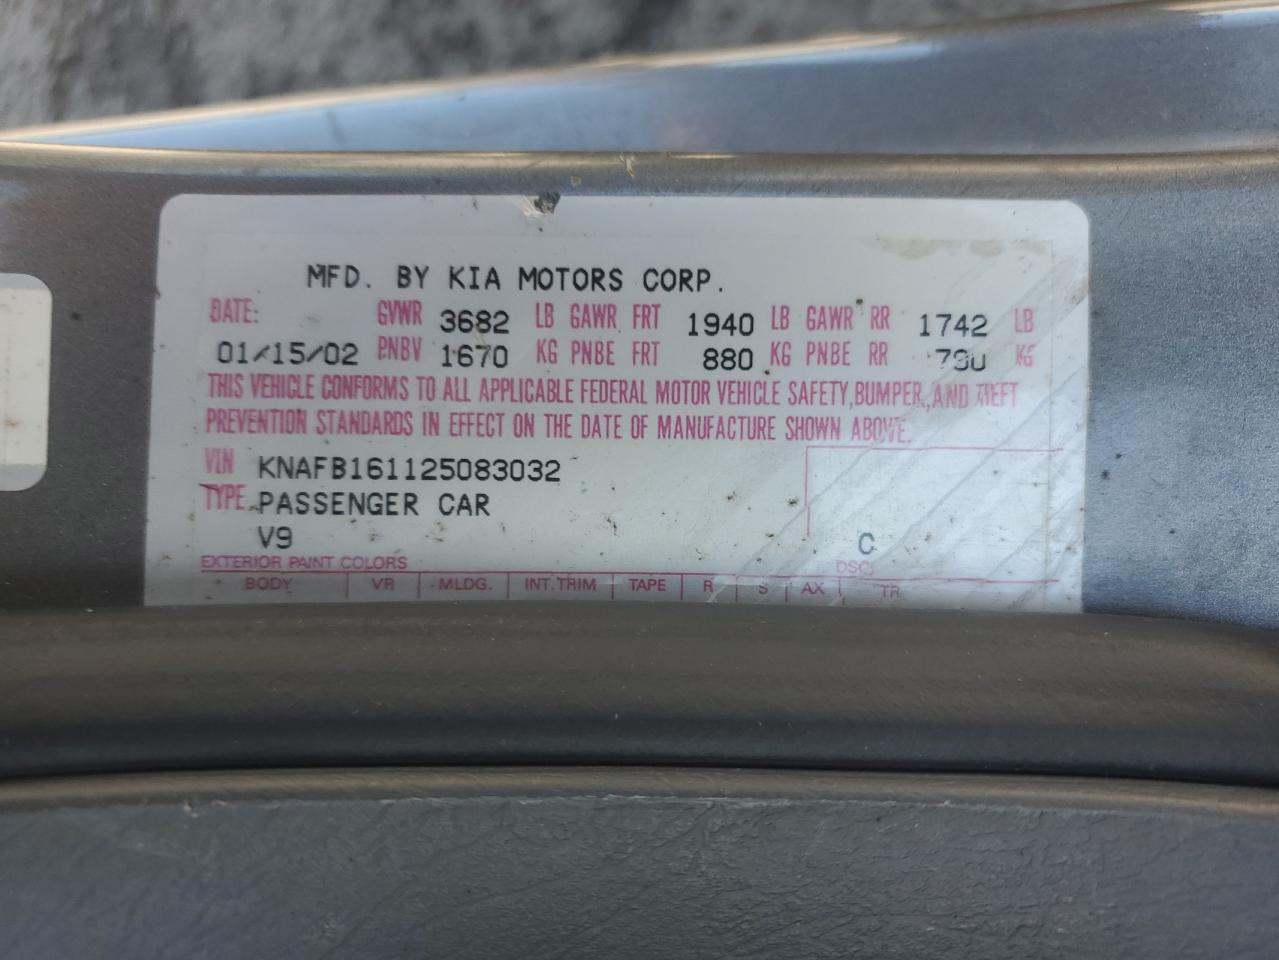 MFD. BY KIA MOTORS CORP.
DATE: GVWR 3682 LB GAWR FRT 1940 LB GAWR RR 1742 LB
01/15/02 PNBV 1670 KG PNBE FRT 880 KG PNBE RR 790 KG
THIS VEHICLE CONFORMS TO ALL APPLICABLE FEDERAL MOTOR VEHICLE SAFETY, BUMPER, AND THEFT
PREVENTION STANDARDS IN EFFECT ON THE DATE OF MANUFACTURE SHOWN ABOVE.
VIN KNAFB161125083032
TYPE PASSENGER CAR
V9 C
EXTERIOR PAINT COLORS DSO
BODY VR MLDG. INT.TRIM TAPE R S AX TR